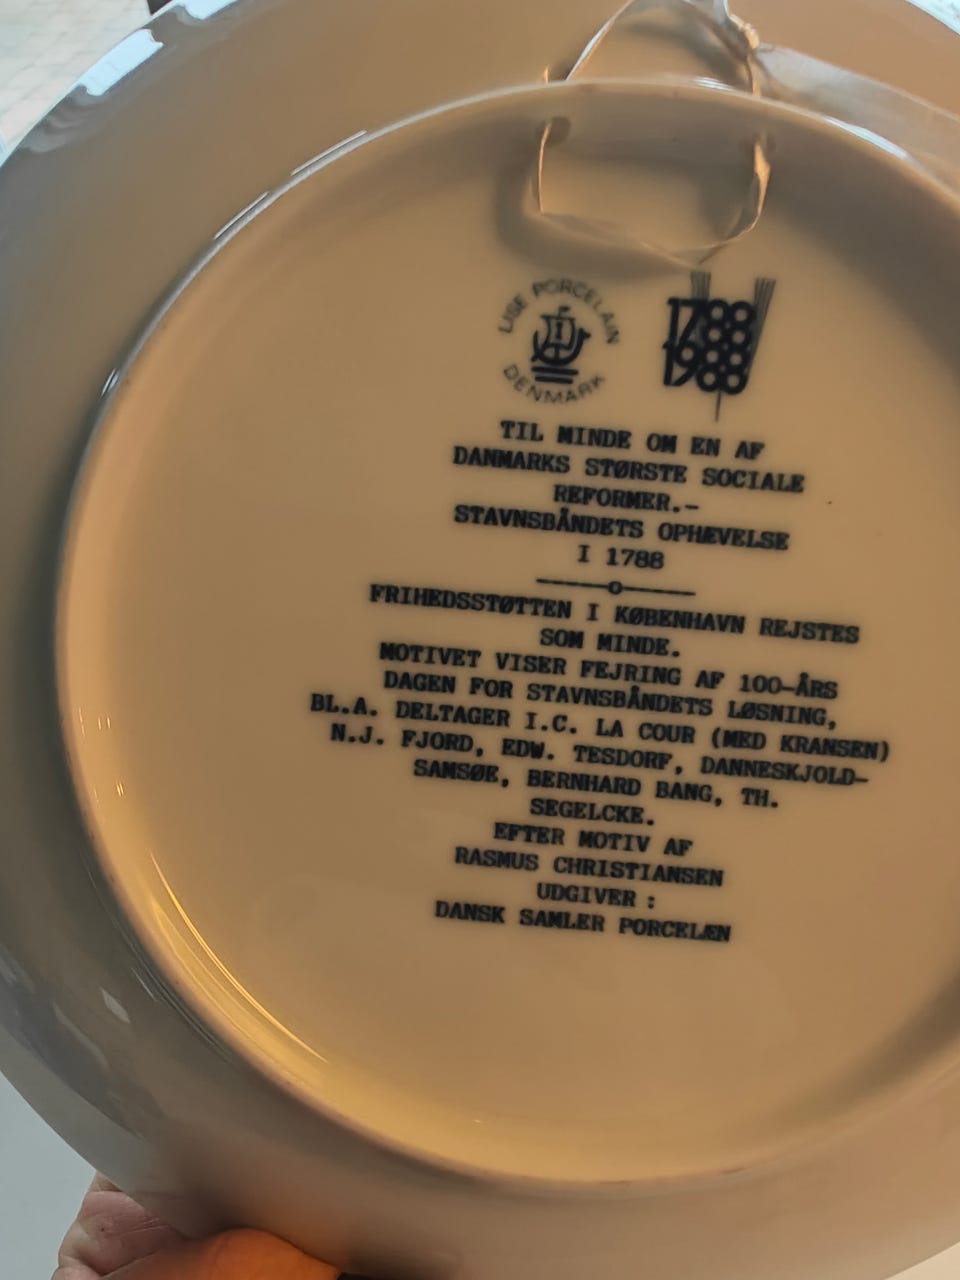 LISE PORCELAIN
DENMARK
1788
1988
TIL MINDE OM EN AF
DANMARKS STØRSTE SOCIALE
REFORMER.-
STAVNSBÅNDETS OPHÆVELSE
I 1788
FRIHEDSSTØTTEN I KØBENHAVN REJSTES
SOM MINDE.
MOTIVET VISER FEJRING AF 100-ÅRS
DAGEN FOR STAVNSBÅNDETS LØSNING,
BL.A. DELTAGER I.C. LA COUR (MED KRANSEN)
N.J. FJORD, EDW. TESDORF, DANNESKJOLD-
SAMSØE, BERNHARD BANG, TH.
SEGELCKE.
EFTER MOTIV AF
RASMUS CHRISTIANSEN
UDGIVER :
DANSK SAMLER PORCELÆN